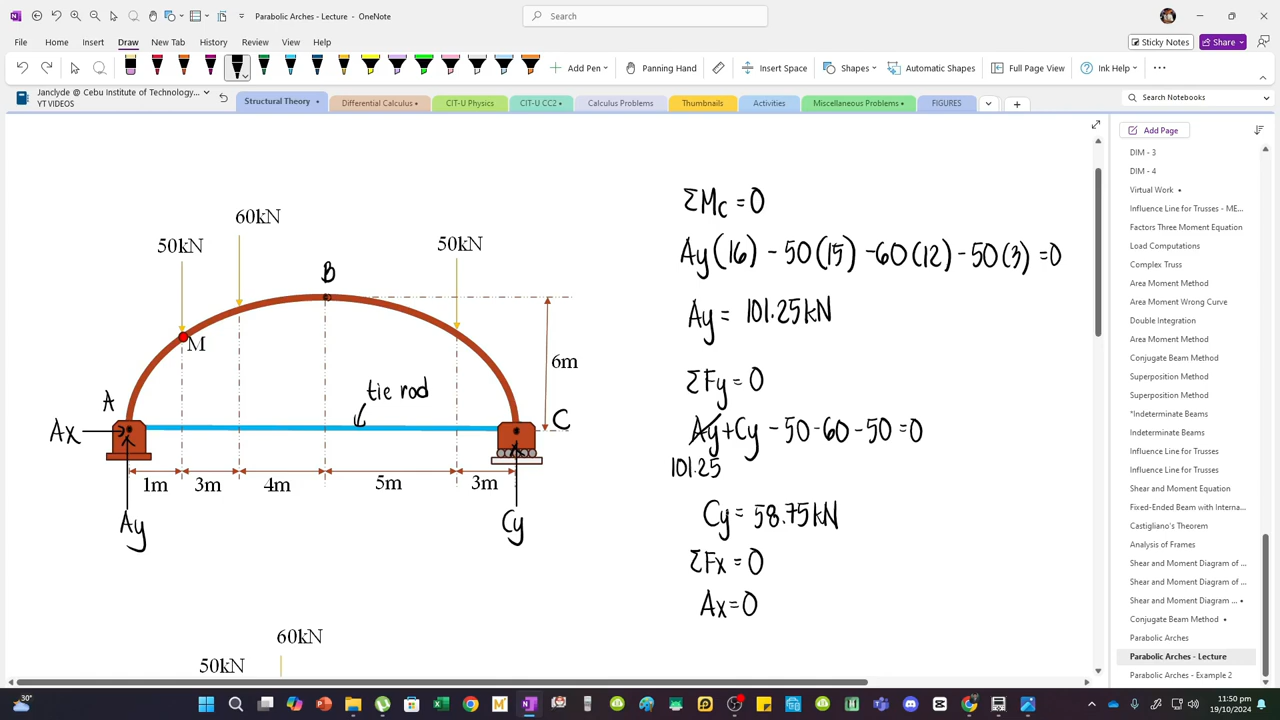 Parabolic Arches - Lecture - OneNote
Search
File Home Insert Draw New Tab History Review View Help
Sticky Notes
Share
Add Pen
Panning Hand
Insert Space
Shapes
Automatic Shapes
Full Page View
Ink Help
Janclyde @ Cebu Institute of Technology...
YT VIDEOS
Structural Theory
Differential Calculus
CIT-U Physics
CIT-U CC2
Calculus Problems
Thumbnails
Activities
Miscellaneous Problems
FIGURES
Search Notebooks
Add Page
DIM - 3
DIM - 4
Virtual Work
Influence Line for Trusses - ME...
Factors Three Moment Equation
Load Computations
Complex Truss
Area Moment Method
Area Moment Wrong Curve
Double Integration
Area Moment Method
Conjugate Beam Method
Superposition Method
Superposition Method
*Indeterminate Beams
Indeterminate Beams
Influence Line for Trusses
Influence Line for Trusses
Shear and Moment Equation
Fixed-Ended Beam with Interna...
Castigliano's Theorem
Analysis of Frames
Shear and Moment Diagram of ...
Shear and Moment Diagram of ...
Shear and Moment Diagram ...
Conjugate Beam Method
Parabolic Arches
Parabolic Arches - Lecture
Parabolic Arches - Example 2
60kN
50kN
50kN
B
M
6m
tie rod
A
C
Ax
1m 3m 4m 5m 3m
Ay
Cy
60kN
50kN
ΣMc = 0
Ay(16) - 50(15) - 60(12) - 50(3) = 0
Ay = 101.25kN
ΣFy = 0
Ay + Cy - 50 - 60 - 50 = 0
101.25
Cy = 58.75kN
ΣFx = 0
Ax = 0
30°
11:50 pm
19/10/2024